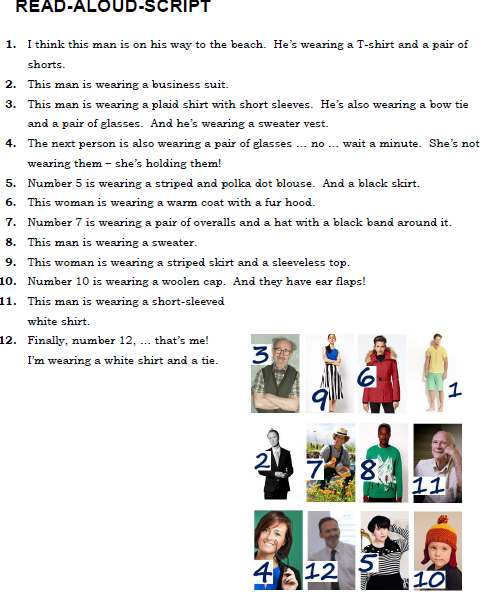 READ-ALOUD-SCRIPT
1. I think this man is on his way to the beach. He's wearing a T-shirt and a pair of
shorts.
2. This man is wearing a business suit.
3. This man is wearing a plaid shirt with short sleeves. He's also wearing a bow tie
and a pair of glasses. And he's wearing a sweater vest.
4. The next person is also wearing a pair of glasses ... no ... wait a minute. She's not
wearing them – she's holding them!
5. Number 5 is wearing a striped and polka dot blouse. And a black skirt.
6. This woman is wearing a warm coat with a fur hood.
7. Number 7 is wearing a pair of overalls and a hat with a black band around it.
8. This man is wearing a sweater.
9. This woman is wearing a striped skirt and a sleeveless top.
10. Number 10 is wearing a woolen cap. And they have ear flaps!
11. This man is wearing a short-sleeved
white shirt.
12. Finally, number 12, ... that's me!
I'm wearing a white shirt and a tie.
3 9 6 1
2 7 8 11
4 12 5 10